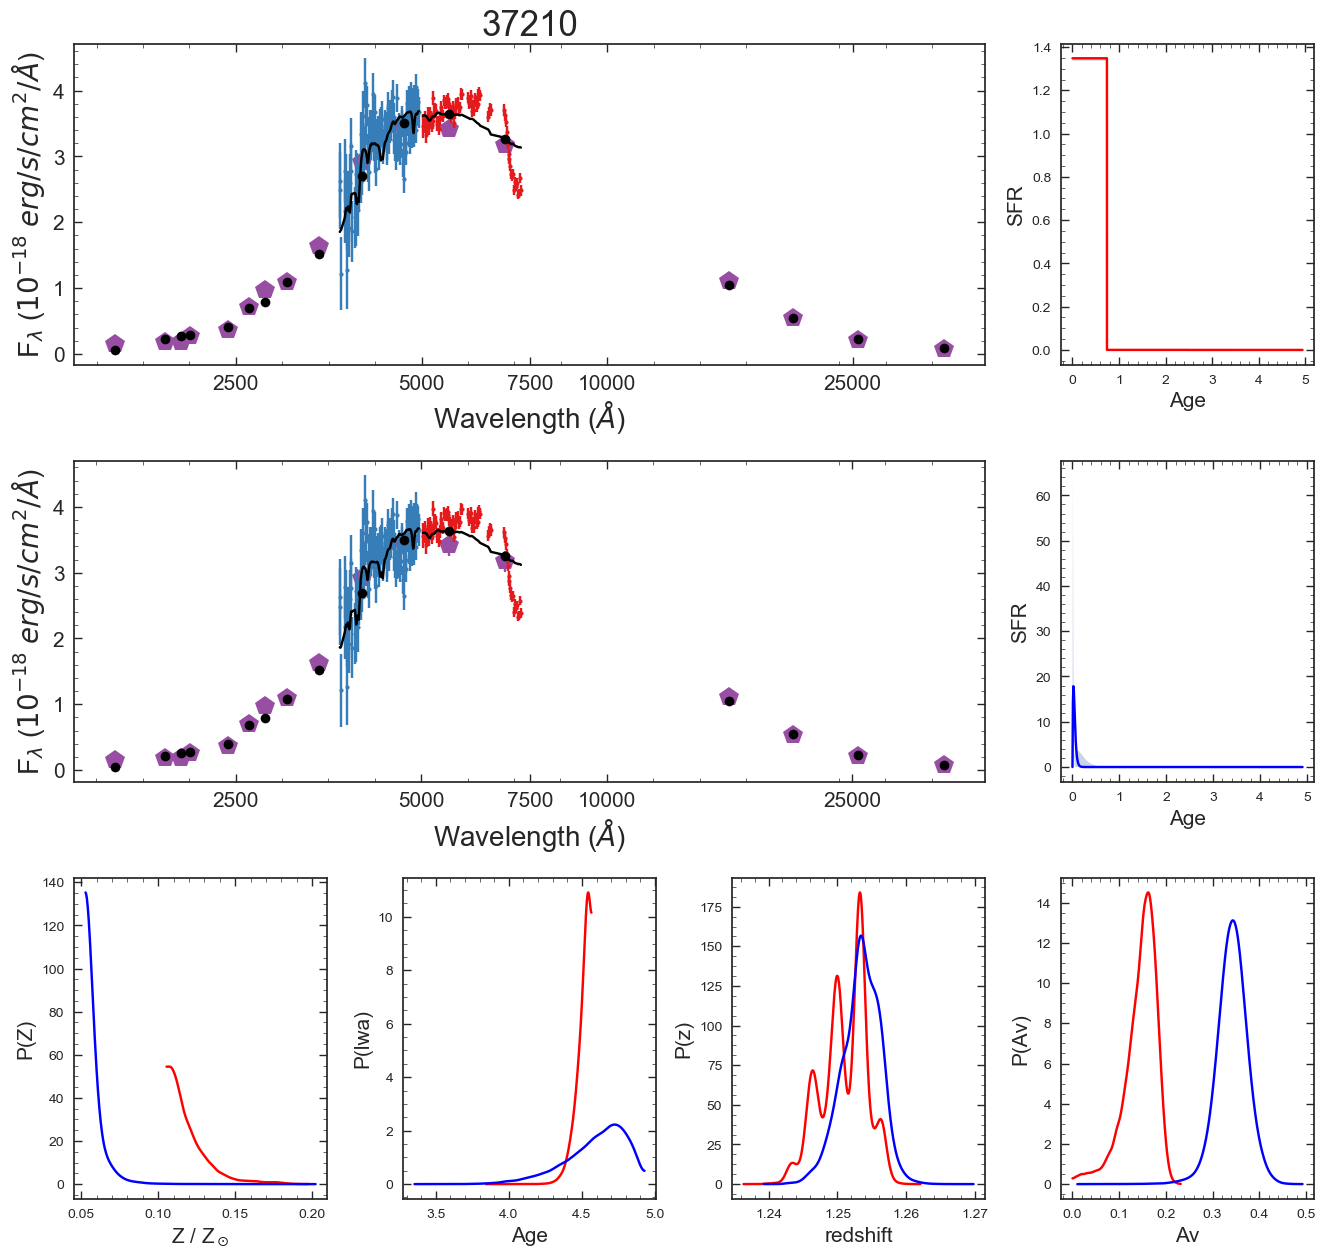 37210
F_λ (10^{-18} erg/s/cm^2/Å)
4
3
2
1
0
2500 5000 7500 10000 25000
Wavelength (Å)
SFR
1.4
1.2
1.0
0.8
0.6
0.4
0.2
0.0
0 1 2 3 4 5
Age
F_λ (10^{-18} erg/s/cm^2/Å)
4
3
2
1
0
2500 5000 7500 10000 25000
Wavelength (Å)
SFR
60
50
40
30
20
10
0
0 1 2 3 4 5
Age
P(Z)
140
120
100
80
60
40
20
0
0.05 0.10 0.15 0.20
Z / Z_⊙
P(lwa)
10
8
6
4
2
0
3.5 4.0 4.5 5.0
Age
P(z)
175
150
125
100
75
50
25
0
1.24 1.25 1.26 1.27
redshift
P(Av)
14
12
10
8
6
4
2
0
0.0 0.1 0.2 0.3 0.4 0.5
Av